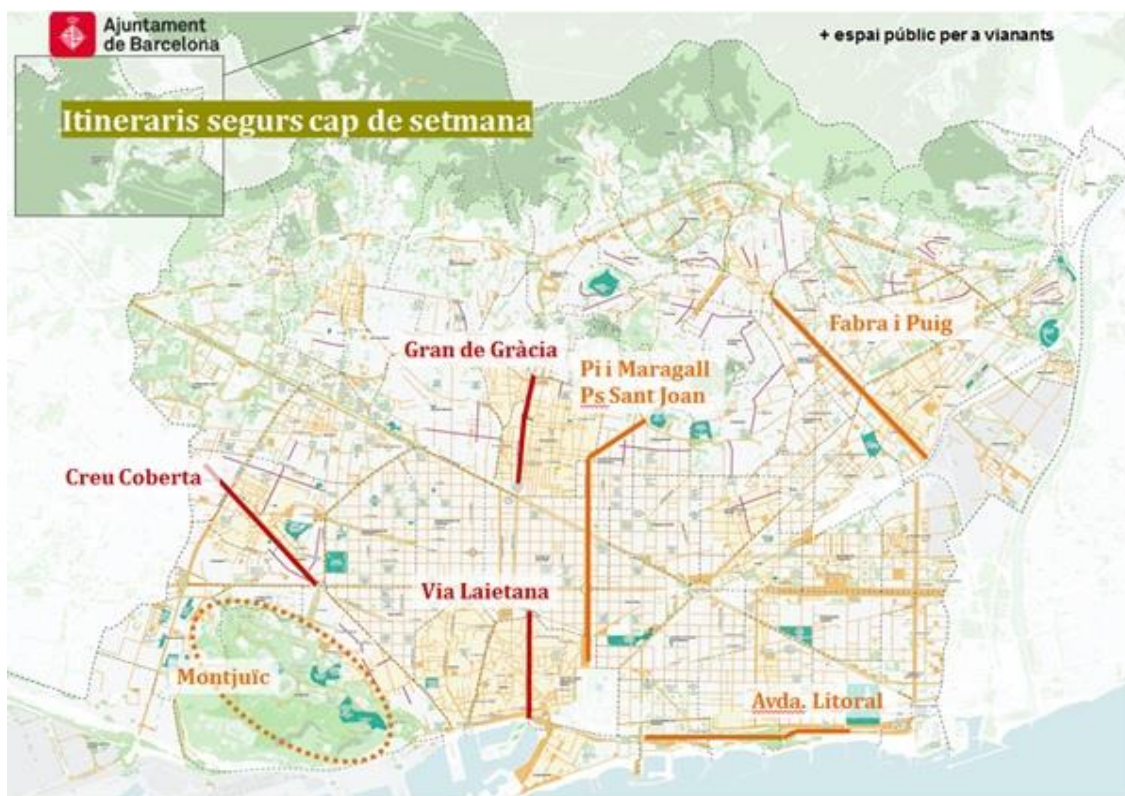 Ajuntament
de Barcelona
+ espai públic per a vianants
Itineraris segurs cap de setmana
Fabra i Puig
Gran de Gràcia
Pi i Maragall
Ps Sant Joan
Creu Coberta
Via Laietana
Montjuïc
Avda. Litoral